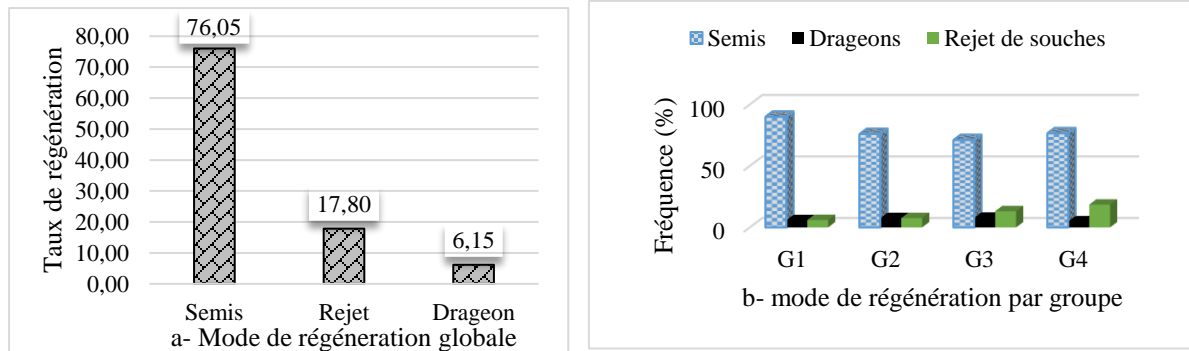 76,05
80,00
70,00
60,00
50,00
40,00
30,00
20,00
10,00
0,00
17,80
6,15
Taux de régénération
Semis Rejet Drageon
a- Mode de régéneration globale
Semis Drageons Rejet de souches
100
50
0
Fréquence (%)
G1 G2 G3 G4
b- mode de régénération par groupe